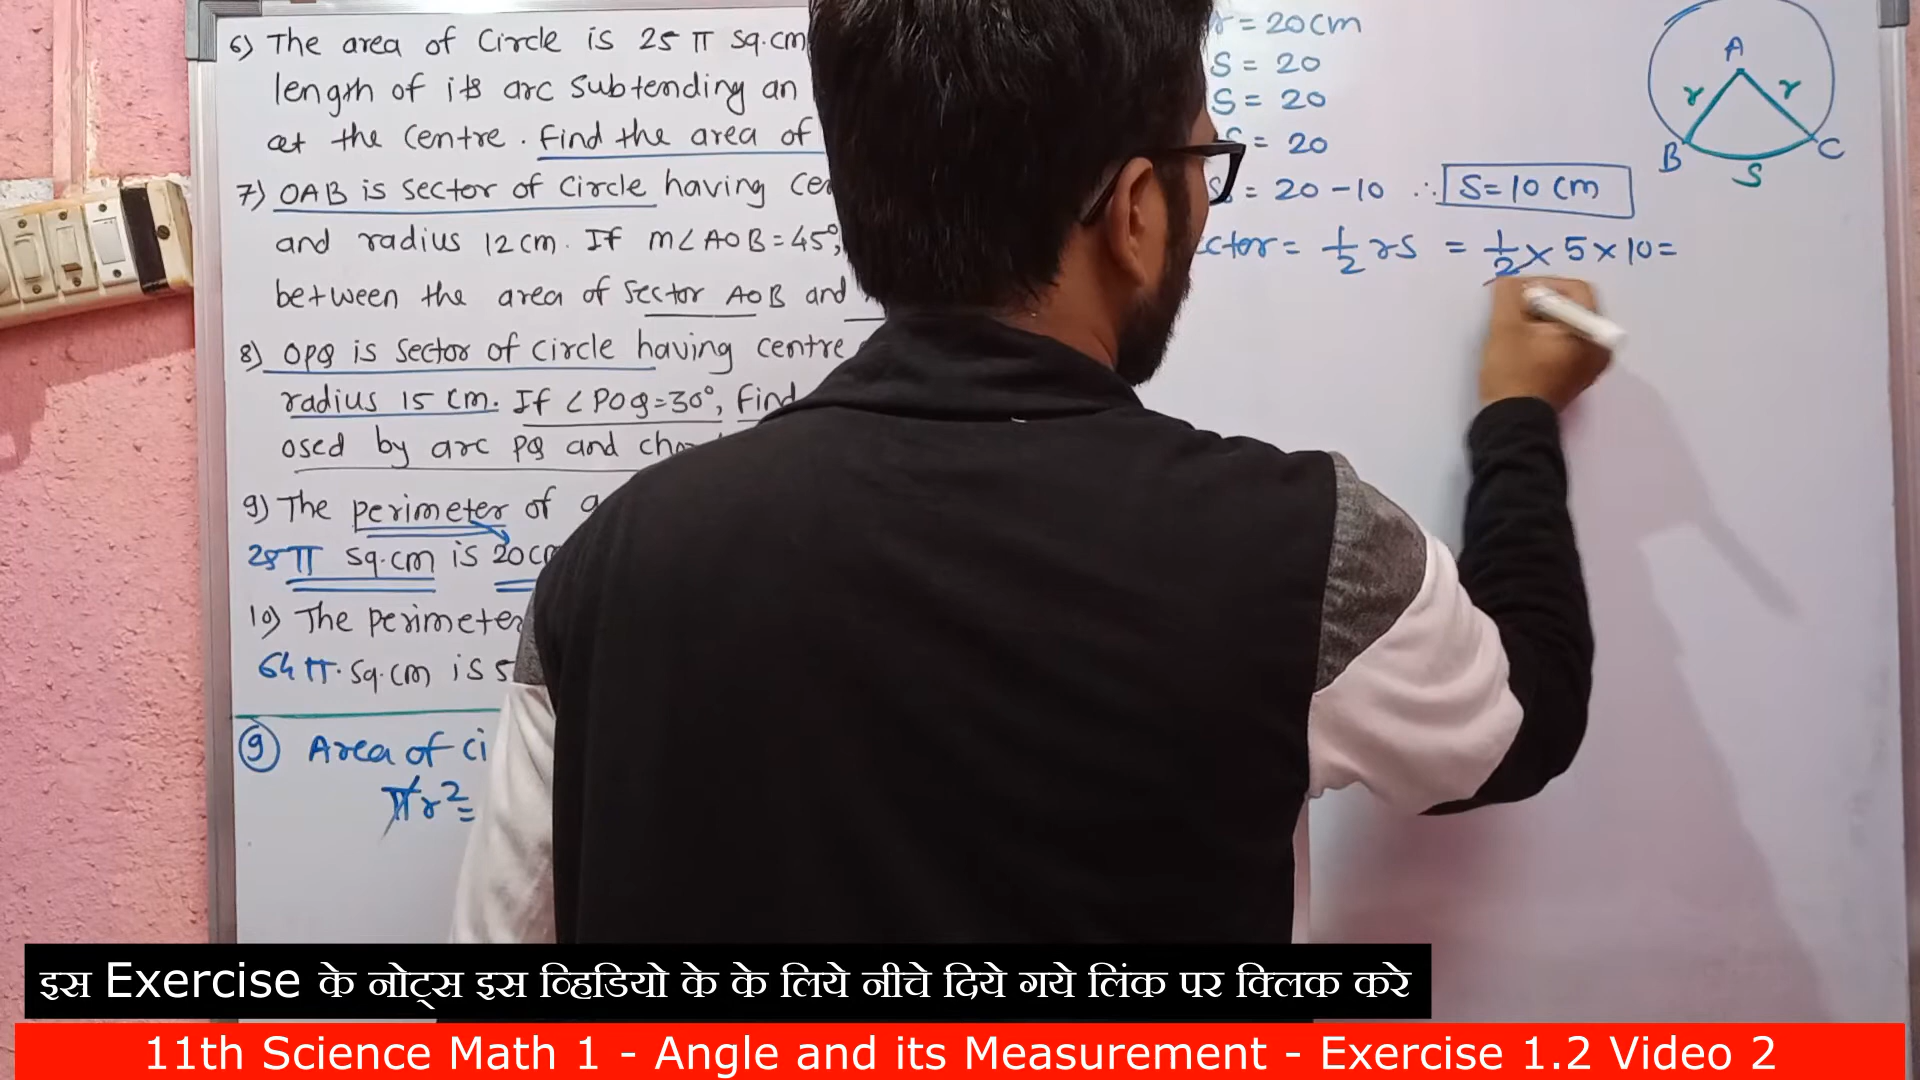 6) The area of Circle is 25 π sq.cm
length of its arc subtending an
at the centre. Find the area of
7) OAB is sector of circle having
and radius 12 cm. If m∠AOB=45°,
between the area of sector AOB and
8) OPQ is sector of circle having centre
radius 15 cm. If ∠POQ=30°, Find
osed by arc PQ and
9) The perimeter of
25π sq.cm is 20
10) The perimeter
64π. sq.cm is 5
9 Area of
πr²=
r = 20cm
S = 20
S = 20
= 20
S = 20 - 10 ∴ S=10 cm
= 1/2 rs = 1/2 × 5 × 10 =
A
r r
B C
S
इस Exercise के नोट्स इस व्हिडियो के के लिये नीचे दिये गये लिंक पर क्लिक करे
11th Science Math 1 - Angle and its Measurement - Exercise 1.2 Video 2